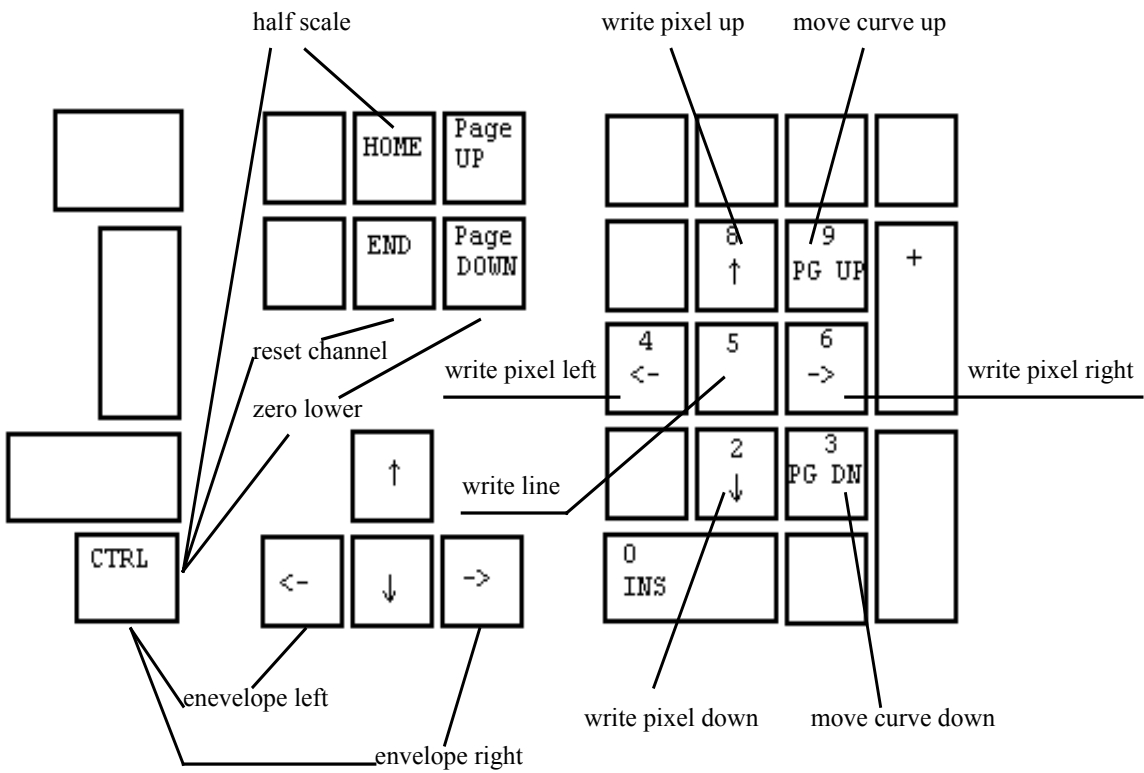 half scale
write pixel up
move curve up
HOME
Page
UP
END
Page
DOWN
8
↑
9
PG UP
+
reset channel
zero lower
write pixel left
4
<-
5
6
->
write pixel right
↑
write line
2
↓
3
PG DN
CTRL
<-
↓
->
0
INS
enevelope left
envelope right
write pixel down
move curve down